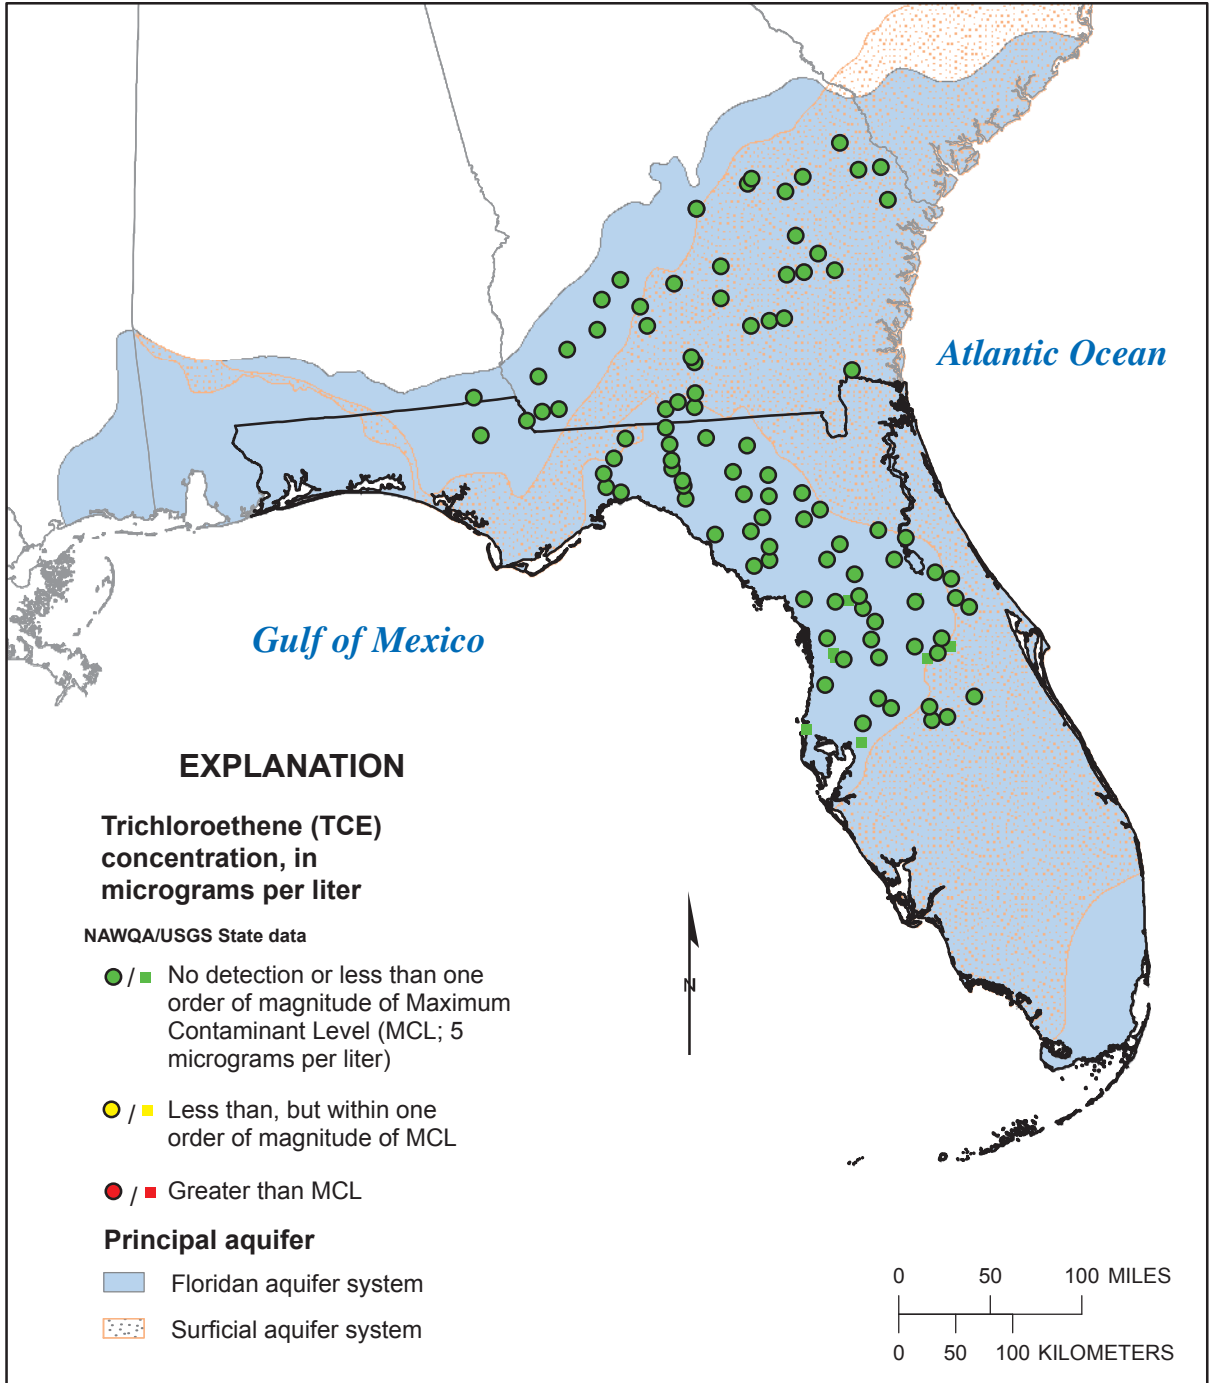 Atlantic Ocean
Gulf of Mexico
EXPLANATION
Trichloroethene (TCE)
concentration, in
micrograms per liter
NAWQA/USGS State data
/ No detection or less than one
order of magnitude of Maximum
Contaminant Level (MCL; 5
micrograms per liter)
/ Less than, but within one
order of magnitude of MCL
/ Greater than MCL
Principal aquifer
Floridan aquifer system
Surficial aquifer system
N
0 50 100 MILES
0 50 100 KILOMETERS